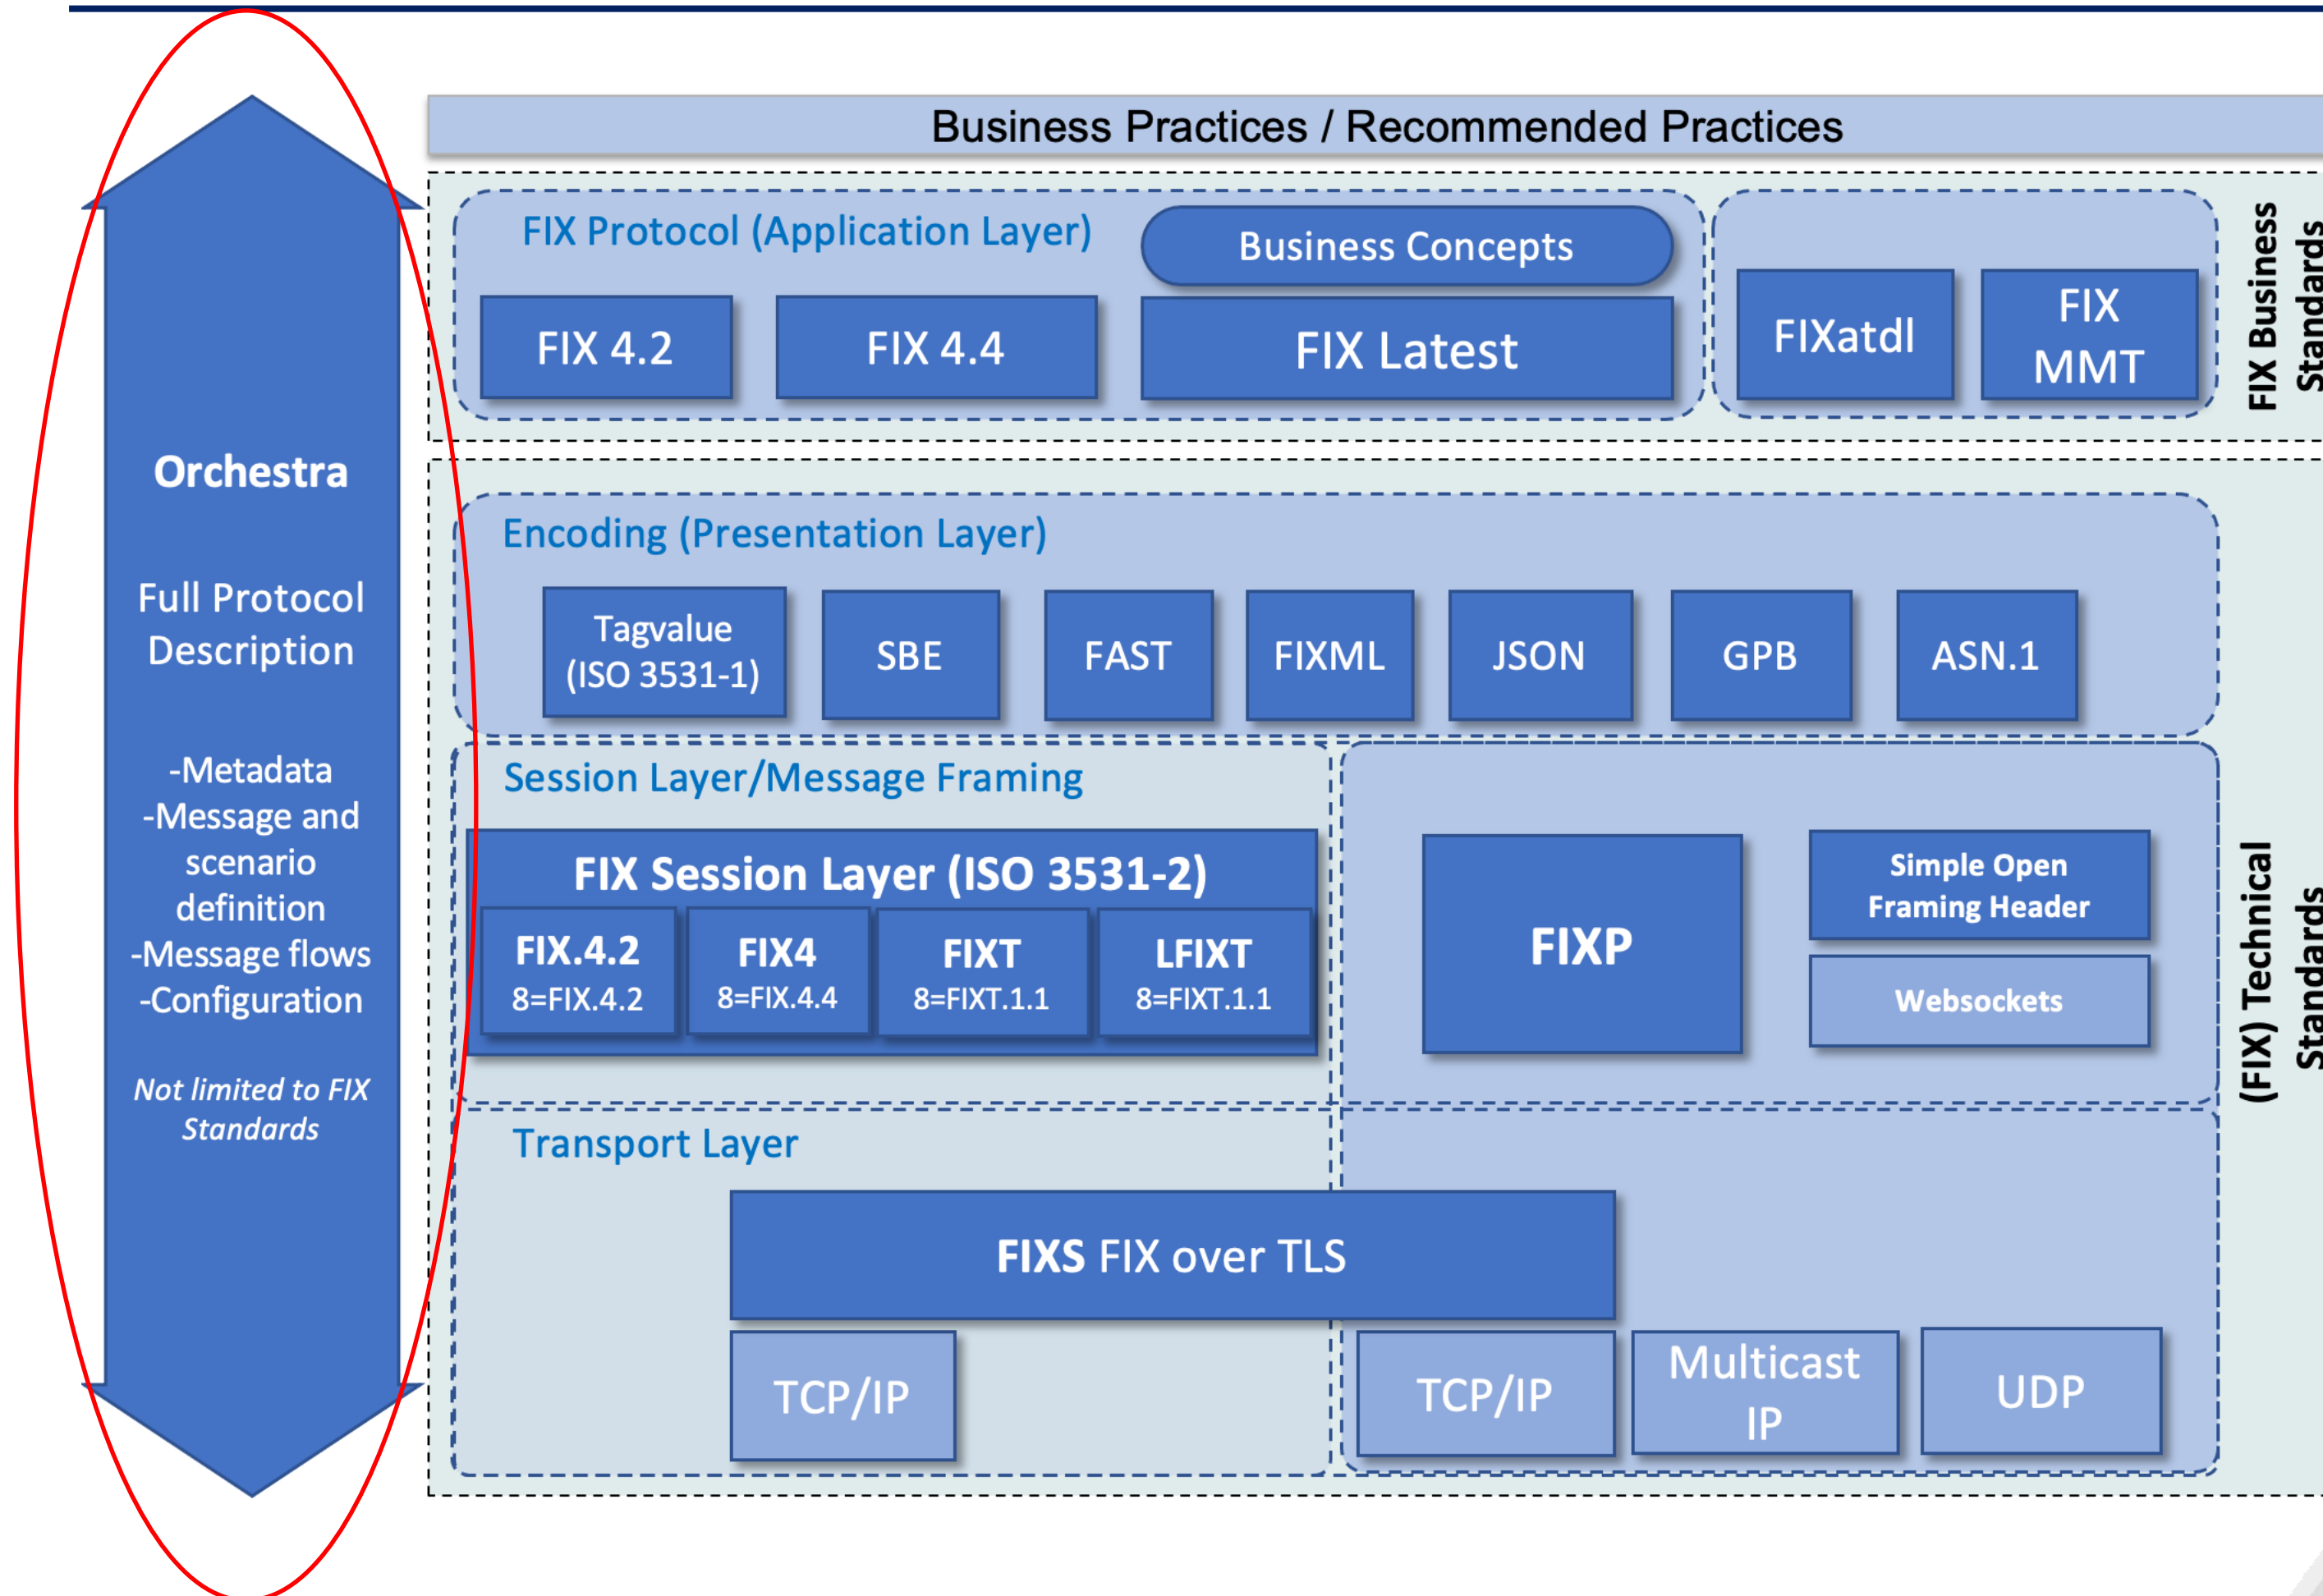 Business Practices / Recommended Practices
Orchestra
Full Protocol
Description
-Metadata
-Message and
scenario
definition
-Message flows
-Configuration
Not limited to FIX
Standards
FIX Protocol (Application Layer)
Business Concepts
FIX 4.2
FIX 4.4
FIX Latest
FIXatdl
FIX
MMT
FIX Business
Standards
Encoding (Presentation Layer)
Tagvalue
(ISO 3531-1)
SBE
FAST
FIXML
JSON
GPB
ASN.1
Session Layer/Message Framing
FIX Session Layer (ISO 3531-2)
FIX.4.2
8=FIX.4.2
FIX4
8=FIX.4.4
FIXT
8=FIXT.1.1
LFIXT
8=FIXT.1.1
FIXP
Simple Open
Framing Header
Websockets
(FIX) Technical
Standards
Transport Layer
FIXS FIX over TLS
TCP/IP
TCP/IP
Multicast
IP
UDP